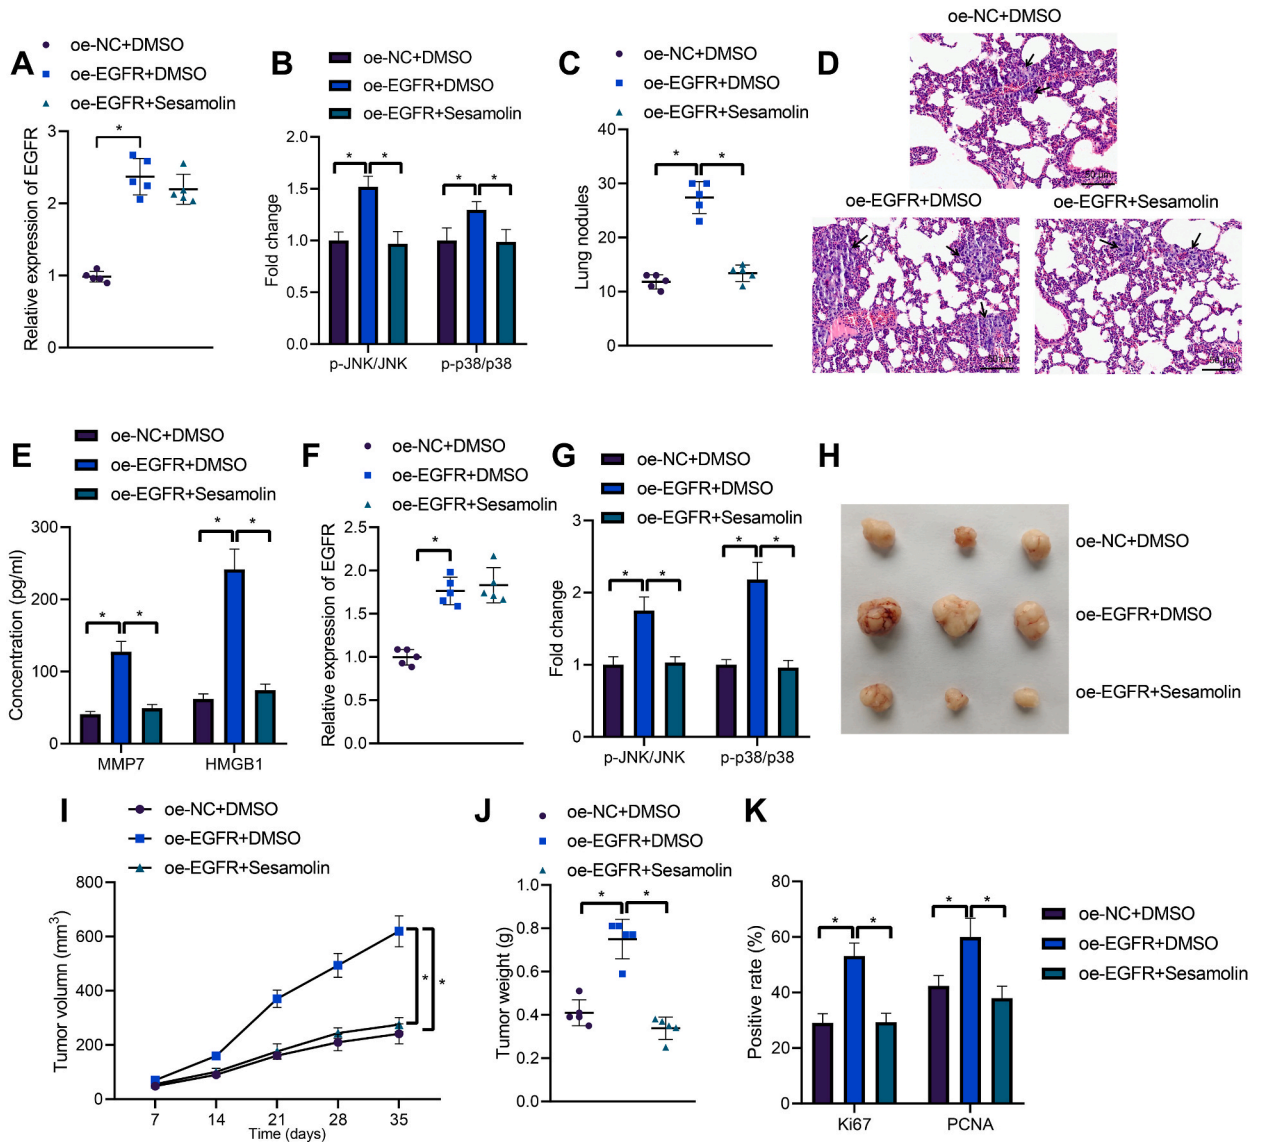 A
oe-NC+DMSO
oe-EGFR+DMSO
oe-EGFR+Sesamolin
Relative expression of EGFR
3
2
1
0
*
B
oe-NC+DMSO
oe-EGFR+DMSO
oe-EGFR+Sesamolin
Fold change
2.0
1.5
1.0
0.5
0.0
* * * *
p-JNK/JNK p-p38/p38
C
oe-NC+DMSO
oe-EGFR+DMSO
oe-EGFR+Sesamolin
Lung nodules
40
30
20
10
0
* *
D
oe-NC+DMSO
oe-EGFR+DMSO oe-EGFR+Sesamolin
E
oe-NC+DMSO
oe-EGFR+DMSO
oe-EGFR+Sesamolin
Concentration (pg/ml)
300
200
100
0
* * * *
MMP7 HMGB1
F
oe-NC+DMSO
oe-EGFR+DMSO
oe-EGFR+Sesamolin
Relative expression of EGFR
2.5
2.0
1.5
1.0
0.5
0.0
*
G
oe-NC+DMSO
oe-EGFR+DMSO
oe-EGFR+Sesamolin
Fold change
3
2
1
0
* * * *
p-JNK/JNK p-p38/p38
H
oe-NC+DMSO
oe-EGFR+DMSO
oe-EGFR+Sesamolin
I
oe-NC+DMSO
oe-EGFR+DMSO
oe-EGFR+Sesamolin
Tumor volumn (mm³)
800
600
400
200
0
* *
7 14 21 28 35
Time (days)
J
oe-NC+DMSO
oe-EGFR+DMSO
oe-EGFR+Sesamolin
Tumor weight (g)
1.0
0.8
0.6
0.4
0.2
0.0
* *
K
oe-NC+DMSO
oe-EGFR+DMSO
oe-EGFR+Sesamolin
Positive rate (%)
80
60
40
20
0
* * * *
Ki67 PCNA